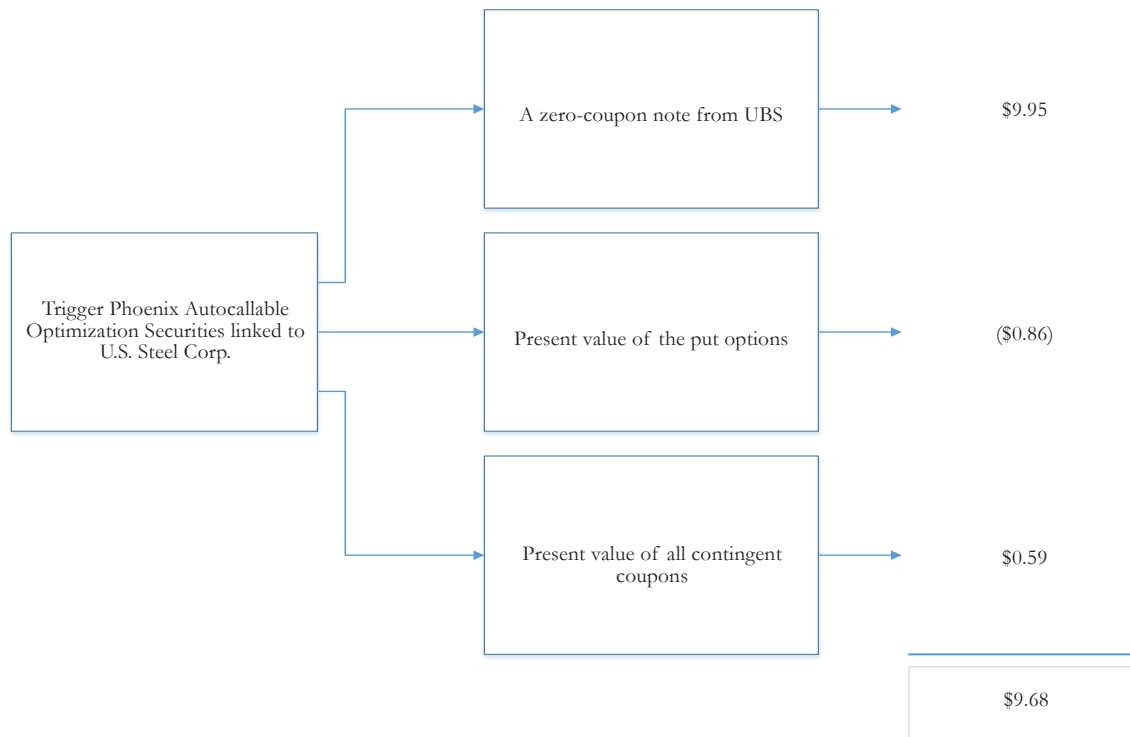 A zero-coupon note from UBS
$9.95
Trigger Phoenix Autocallable
Optimization Securities linked to
U.S. Steel Corp.
Present value of the put options
($0.86)
Present value of all contingent
coupons
$0.59
$9.68